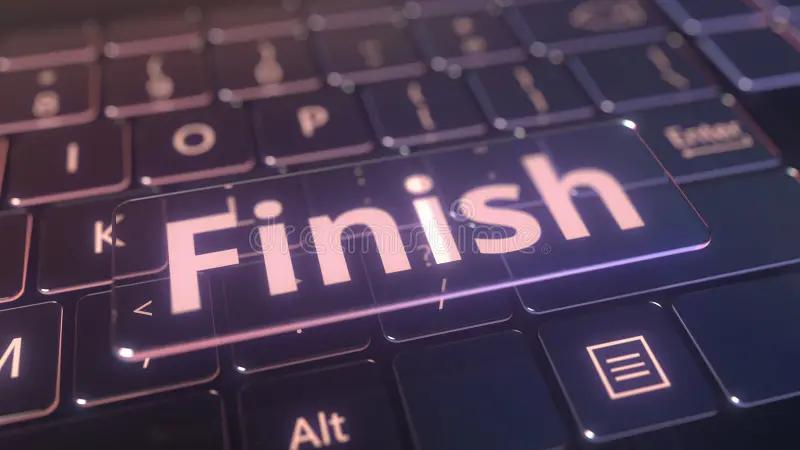 Enter
I O P
Finish
K L
< ?
M /
Alt